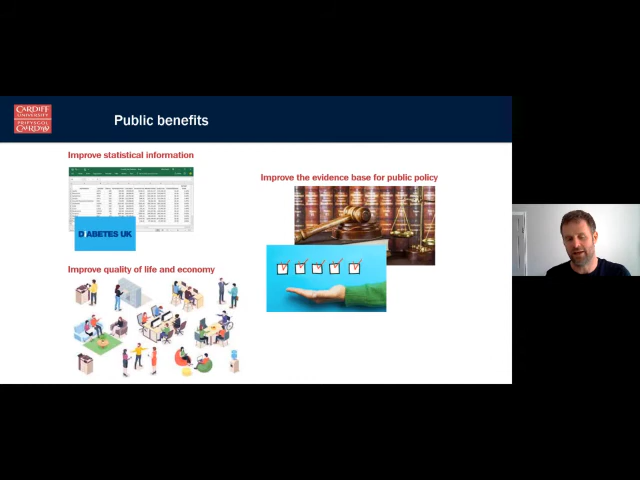 CARDIFF
UNIVERSITY
PRIFYSGOL
CAERDYDD
Public benefits
Improve statistical information
DIABETES UK
Improve the evidence base for public policy
Improve quality of life and economy